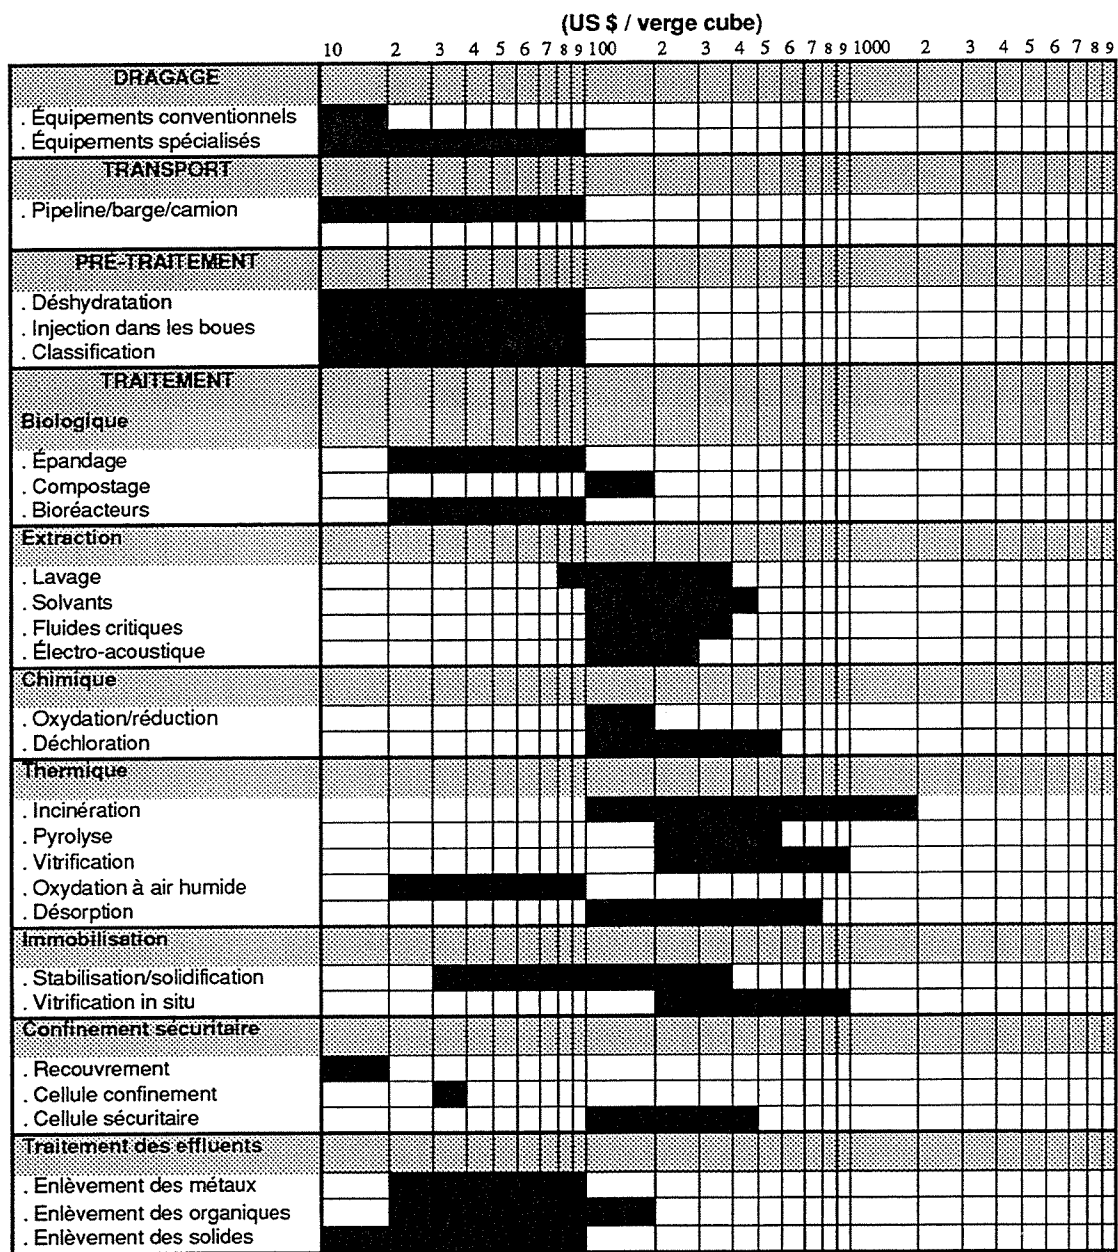 (US $ / verge cube)
10 2 3 4 5 6 7 8 9 100 2 3 4 5 6 7 8 9 1000 2 3 4 5 6 7 8 9
DRAGAGE
. Équipements conventionnels
. Équipements spécialisés
TRANSPORT
. Pipeline/barge/camion
PRÉ-TRAITEMENT
. Déshydratation
. Injection dans les boues
. Classification
TRAITEMENT
Biologique
. Épandage
. Compostage
. Bioréacteurs
Extraction
. Lavage
. Solvants
. Fluides critiques
. Électro-acoustique
Chimique
. Oxydation/réduction
. Déchloration
Thermique
. Incinération
. Pyrolyse
. Vitrification
. Oxydation à air humide
. Désorption
Immobilisation
. Stabilisation/solidification
. Vitrification in situ
Confinement sécuritaire
. Recouvrement
. Cellule confinement
. Cellule sécuritaire
Traitement des effluents
. Enlèvement des métaux
. Enlèvement des organiques
. Enlèvement des solides